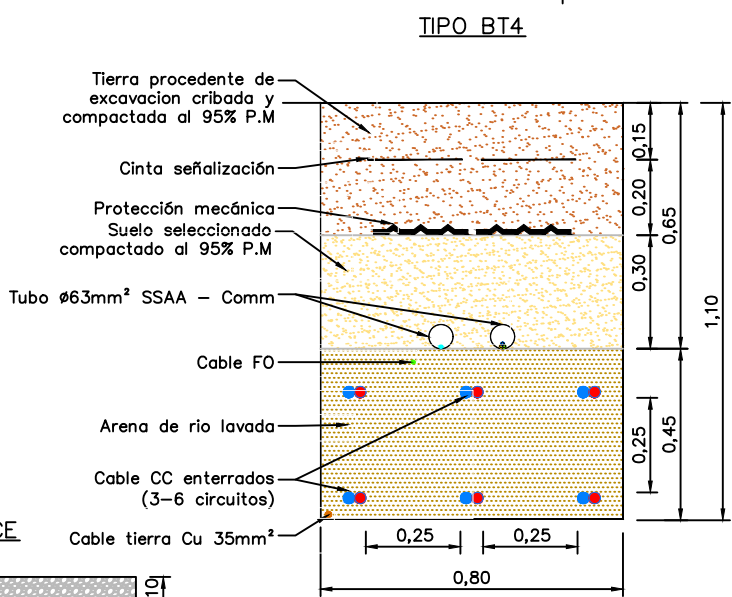 TIPO BT4
Tierra procedente de
excavacion cribada y
compactada al 95% P.M
Cinta señalización
Protección mecánica
Suelo seleccionado
compactado al 95% P.M
Tubo ø63mm² SSAA - Comm
Cable FO
Arena de rio lavada
Cable CC enterrados
(3-6 circuitos)
Cable tierra Cu 35mm²
0,15
0,20
0,65
0,30
1,10
0,25
0,45
0,25
0,25
0,80
CE
10